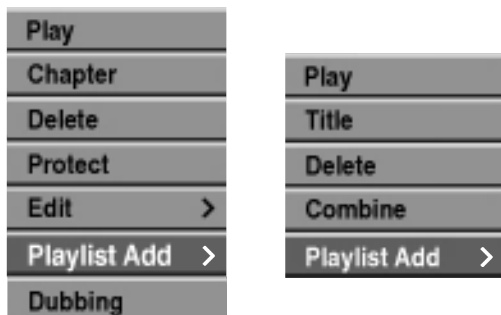 Play
Chapter
Delete
Protect
Edit >
Playlist Add >
Dubbing
Play
Title
Delete
Combine
Playlist Add >